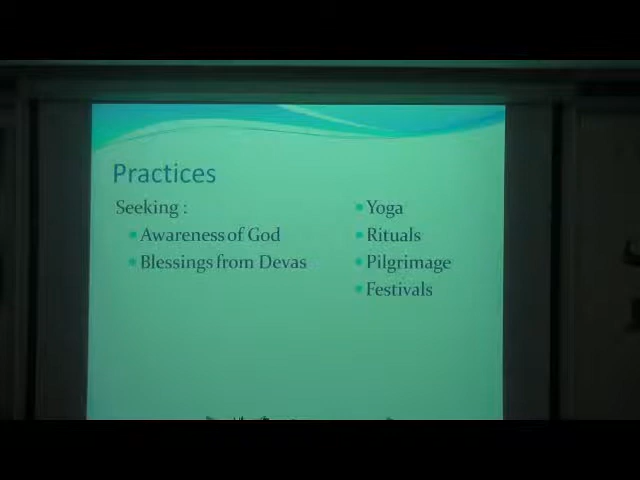 Practices
Seeking :
Awareness of God
Blessings from Devas
Yoga
Rituals
Pilgrimage
Festivals